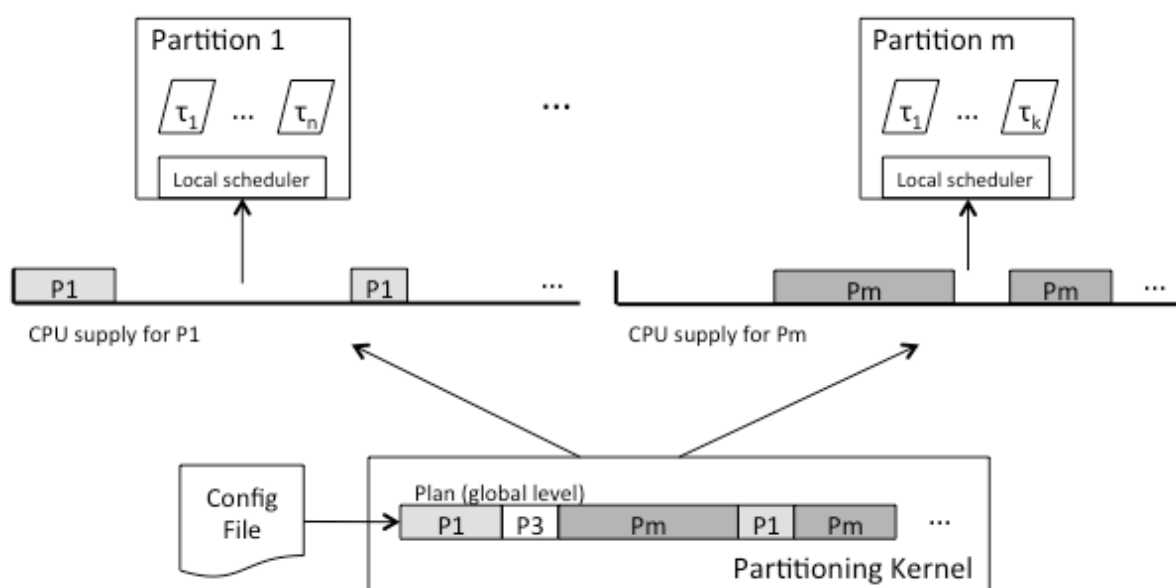 Partition 1
τ1 ... τn
Local scheduler
...
Partition m
τ1 ... τk
Local scheduler
P1 P1 ...
CPU supply for P1
Pm Pm ...
CPU supply for Pm
Config
File
Plan (global level)
P1 P3 Pm P1 Pm ...
Partitioning Kernel